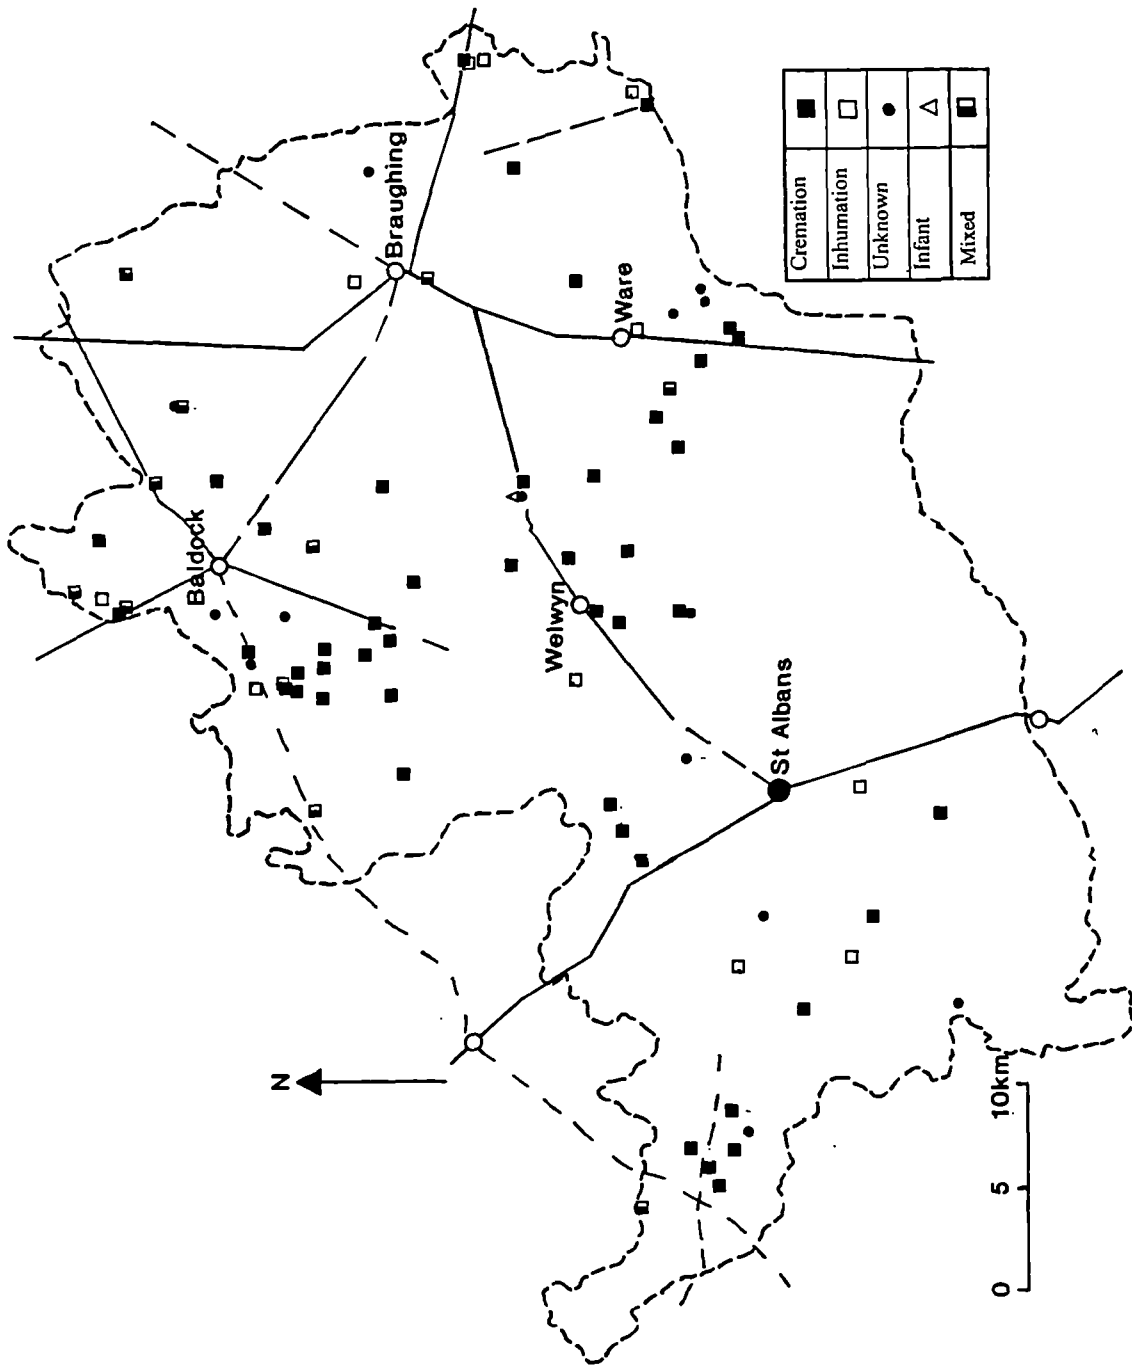 N
Baldock
Braughing
Welwyn
Ware
St Albans
0 5 10km
Cremation
Inhumation
Unknown
Infant
Mixed